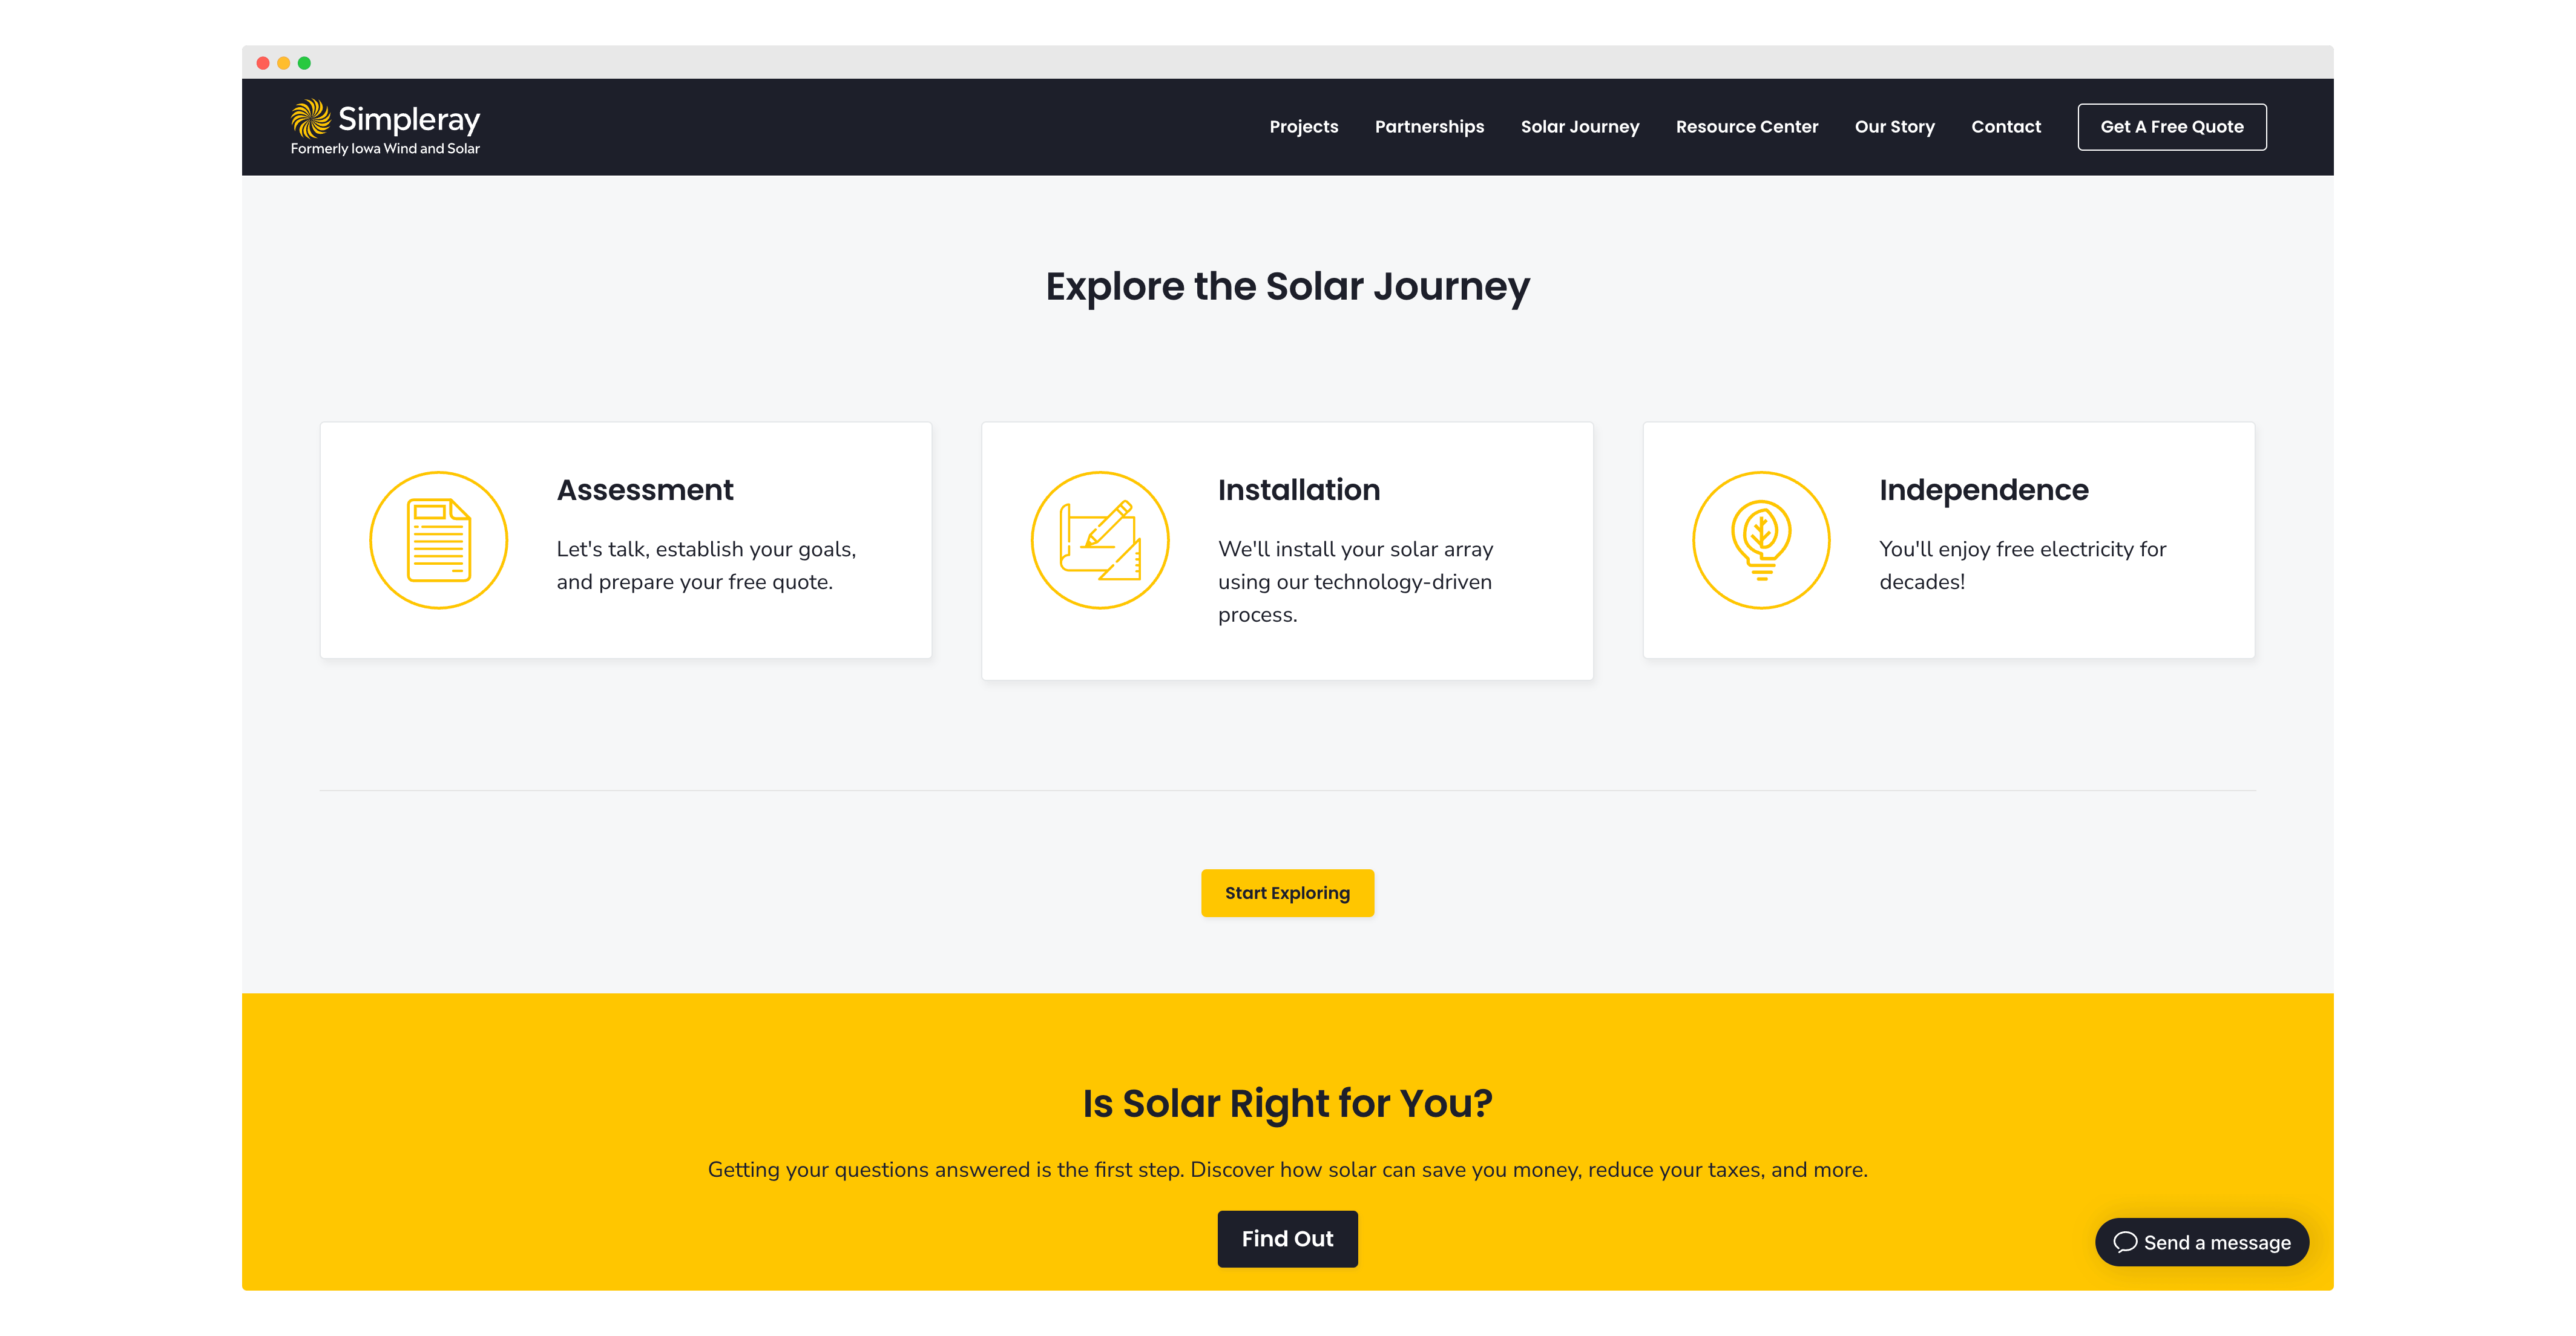 Simpleray
Formerly Iowa Wind and Solar
Projects
Partnerships
Solar Journey
Resource Center
Our Story
Contact
Get A Free Quote
Explore the Solar Journey
Assessment
Let's talk, establish your goals,
and prepare your free quote.
Installation
We'll install your solar array
using our technology-driven
process.
Independence
You'll enjoy free electricity for
decades!
Start Exploring
Is Solar Right for You?
Getting your questions answered is the first step. Discover how solar can save you money, reduce your taxes, and more.
Find Out
Send a message